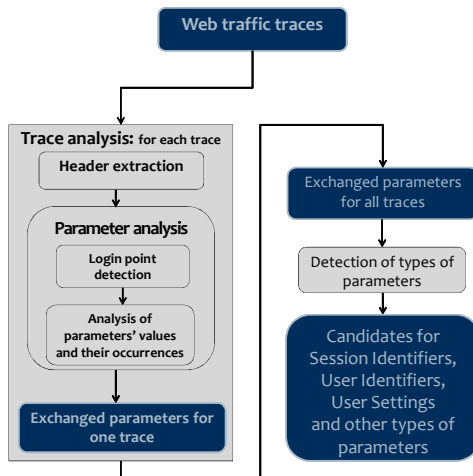 Web traffic traces
Trace analysis: for each trace
Header extraction
Parameter analysis
Login point
detection
Analysis of
parameters' values
and their occurrences
Exchanged parameters for
one trace
Exchanged parameters
for all traces
Detection of types of
parameters
Candidates for
Session Identifiers,
User Identifiers,
User Settings
and other types of
parameters